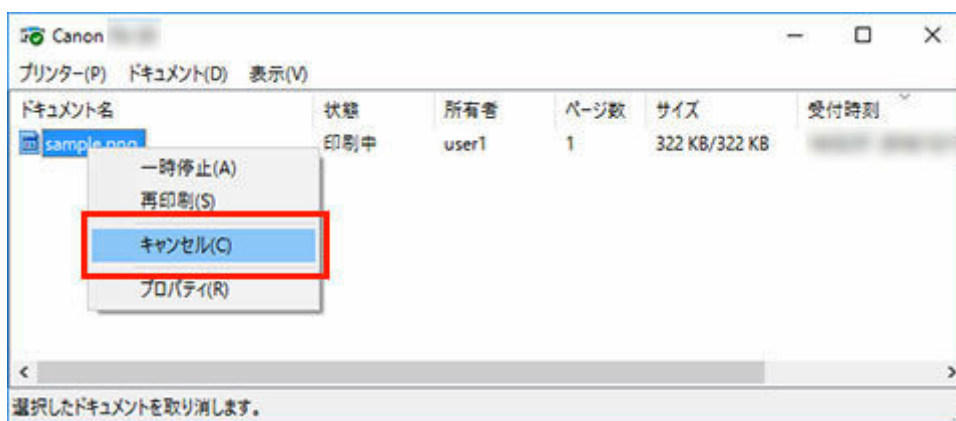 Canon
プリンター(P) ドキュメント(D) 表示(V)
ドキュメント名 状態 所有者 ページ数 サイズ 受付時刻
sample.png 印刷中 user1 1 322 KB/322 KB
一時停止(A)
再印刷(S)
キャンセル(C)
プロパティ(R)
選択したドキュメントを取り消します。